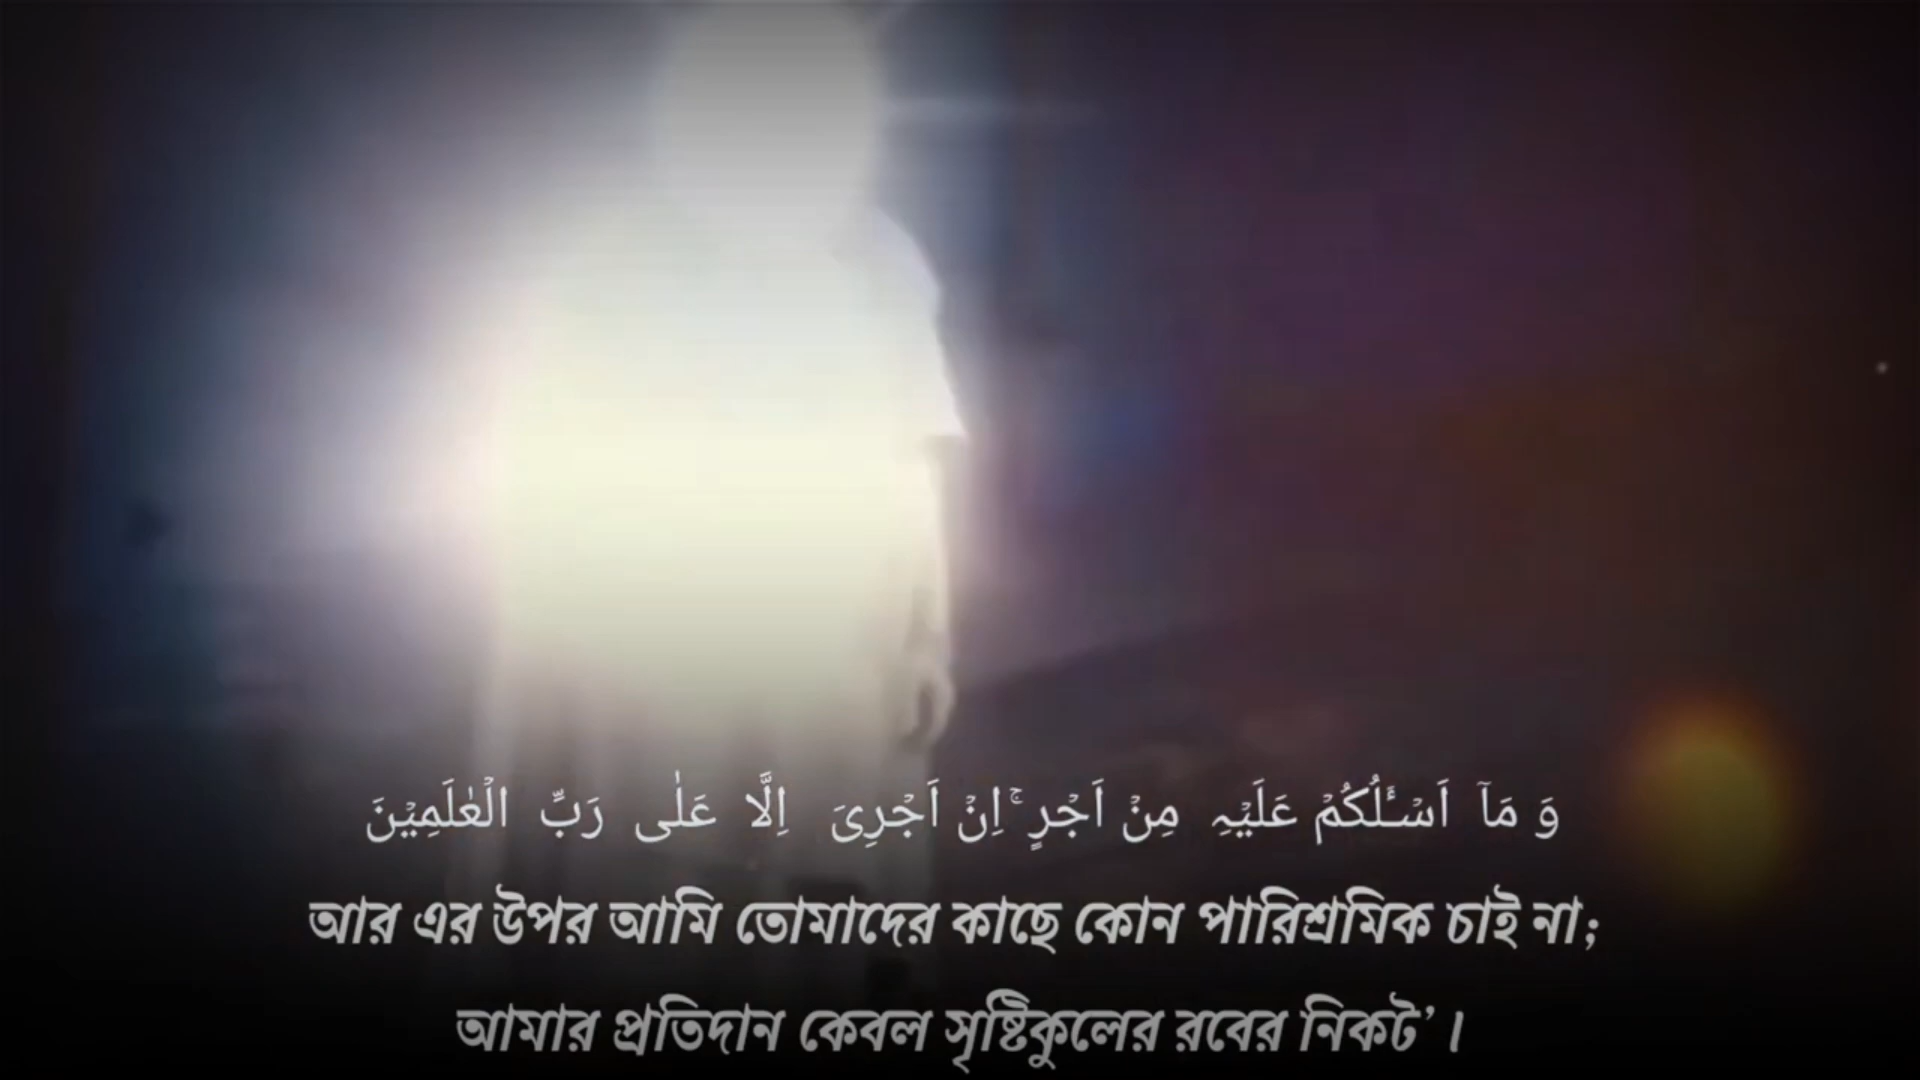 وَ مَاۤ اَسۡـَٔلُكُمۡ عَلَيۡہِ مِنۡ اَجۡرٍ ۚ اِنۡ اَجۡرِىَ اِلَّا عَلٰى رَبِّ الۡعٰلَمِيۡنَ
আর এর উপর আমি তোমাদের কাছে কোন পারিশ্রমিক চাই না;
আমার প্রতিদান কেবল সৃষ্টিকুলের রবের নিকট’।